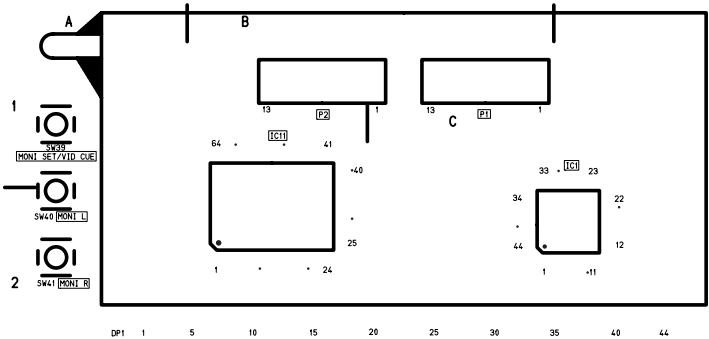 A B
1
13 P2 1 13 P1 1
C
64 IC11 41
SW39
MONI SET/VID CUE
40 33 IC1 23
SW40 MONI L
34 22
25 44 12
1 24 1 11
2 SW41 MONI R
DP1 1 5 10 15 20 25 30 35 40 44